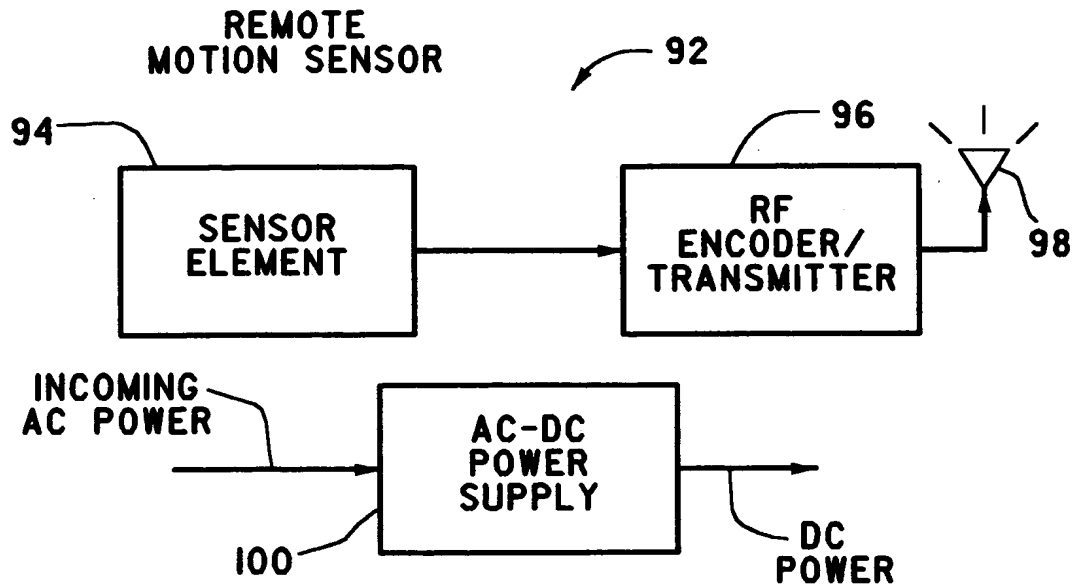 REMOTE
MOTION SENSOR
92
94
96
SENSOR
ELEMENT
RF
ENCODER/
TRANSMITTER
98
INCOMING
AC POWER
AC-DC
POWER
SUPPLY
100
DC
POWER